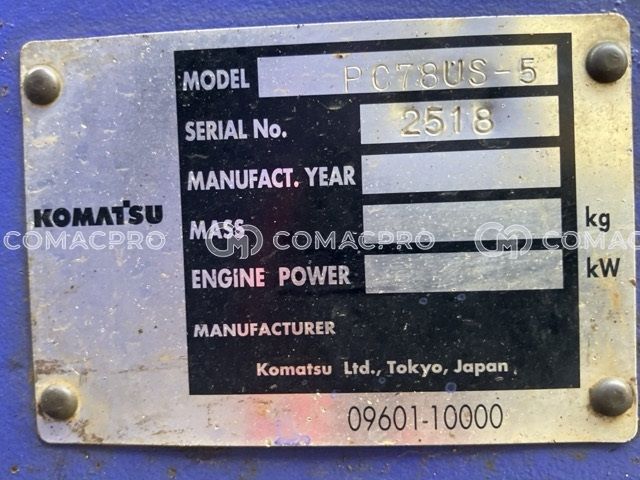 MODEL PC78US-5
SERIAL No. 2518
MANUFACT. YEAR
KOMATSU
MASS kg
COMACPRO COMACPRO COMACPRO
ENGINE POWER kW
MANUFACTURER
Komatsu Ltd., Tokyo, Japan
09601-10000